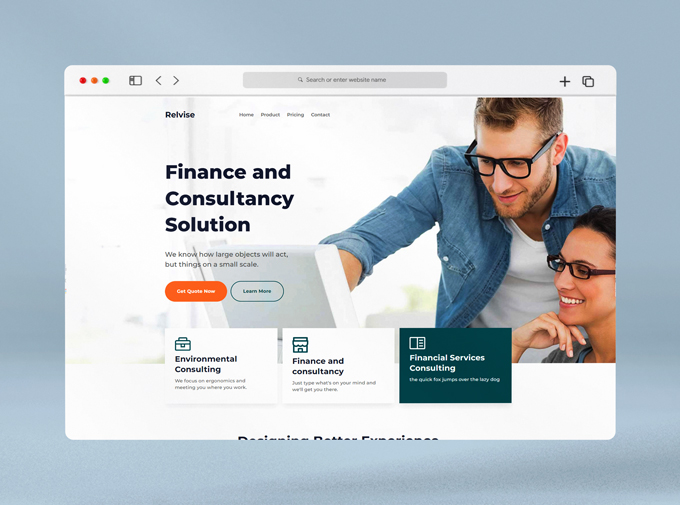 Search or enter website name
Relvise
Home Product Pricing Contact
Finance and
Consultancy
Solution
We know how large objects will act,
but things on a small scale.
Get Quote Now
Learn More
Environmental
Consulting
We focus on ergonomics and
meeting you where you work.
Finance and
consultancy
Just type what's on your mind and
we'll get you there.
Financial Services
Consulting
the quick fox jumps over the lazy dog
Designing Better Experience